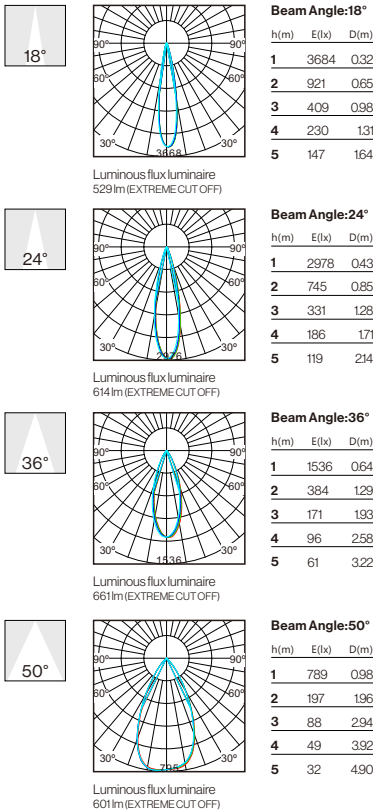 18°
90°
90°
60°
60°
30°
30°
3668
Luminous flux luminaire
529 lm (EXTREME CUT OFF)
Beam Angle:18°
h(m) E(lx) D(m)
1 3684 0.32
2 921 0.65
3 409 0.98
4 230 1.31
5 147 1.64
24°
90°
90°
60°
60°
30°
30°
2976
Luminous flux luminaire
614 lm (EXTREME CUT OFF)
Beam Angle:24°
h(m) E(lx) D(m)
1 2978 0.43
2 745 0.85
3 331 1.28
4 186 1.71
5 119 2.14
36°
90°
90°
60°
60°
30°
30°
1536
Luminous flux luminaire
661 lm (EXTREME CUT OFF)
Beam Angle:36°
h(m) E(lx) D(m)
1 1536 0.64
2 384 1.29
3 171 1.93
4 96 2.58
5 61 3.22
50°
90°
90°
60°
60°
30°
30°
795
Luminous flux luminaire
601 lm (EXTREME CUT OFF)
Beam Angle:50°
h(m) E(lx) D(m)
1 789 0.98
2 197 1.96
3 88 2.94
4 49 3.92
5 32 4.90